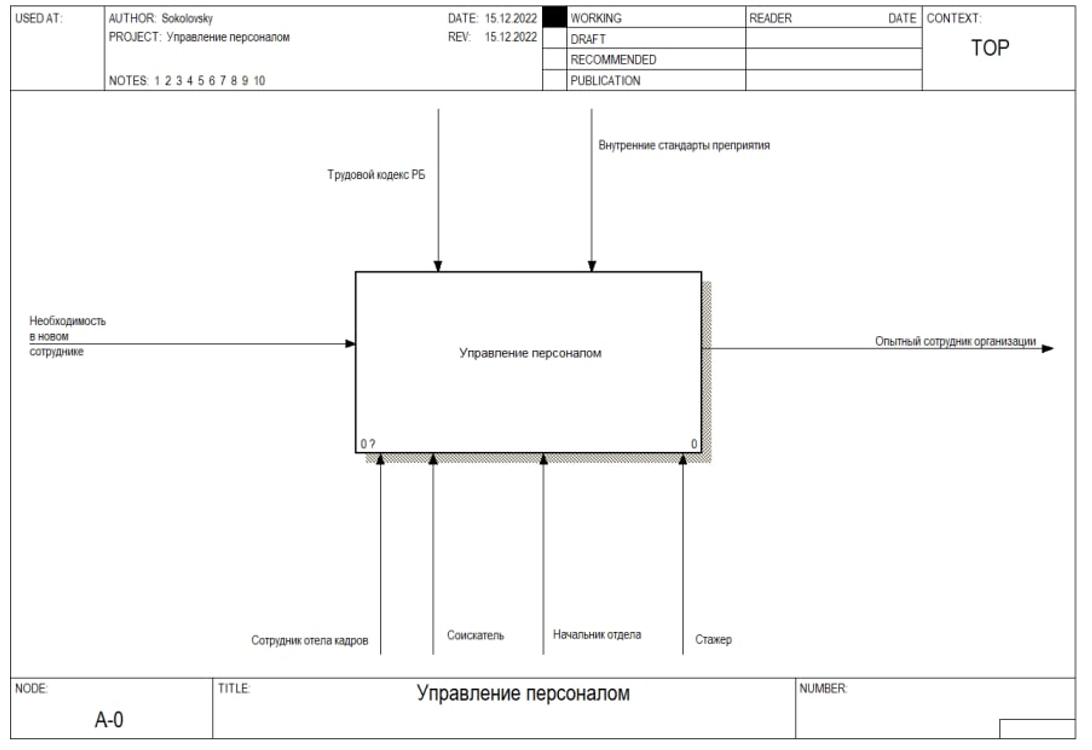 USED AT:
AUTHOR: Sokolovsky
DATE: 15.12.2022
WORKING
READER
DATE
CONTEXT:
PROJECT: Управление персоналом
REV: 15.12.2022
DRAFT
TOP
RECOMMENDED
NOTES: 1 2 3 4 5 6 7 8 9 10
PUBLICATION
Внутренние стандарты преприятия
Трудовой кодекс РБ
Необходимость
в новом
сотруднике
Управление персоналом
Опытный сотрудник организации
0 ?
0
Сотрудник отела кадров
Соискатель
Начальник отдела
Стажер
NODE:
TITLE:
Управление персоналом
NUMBER:
A-0